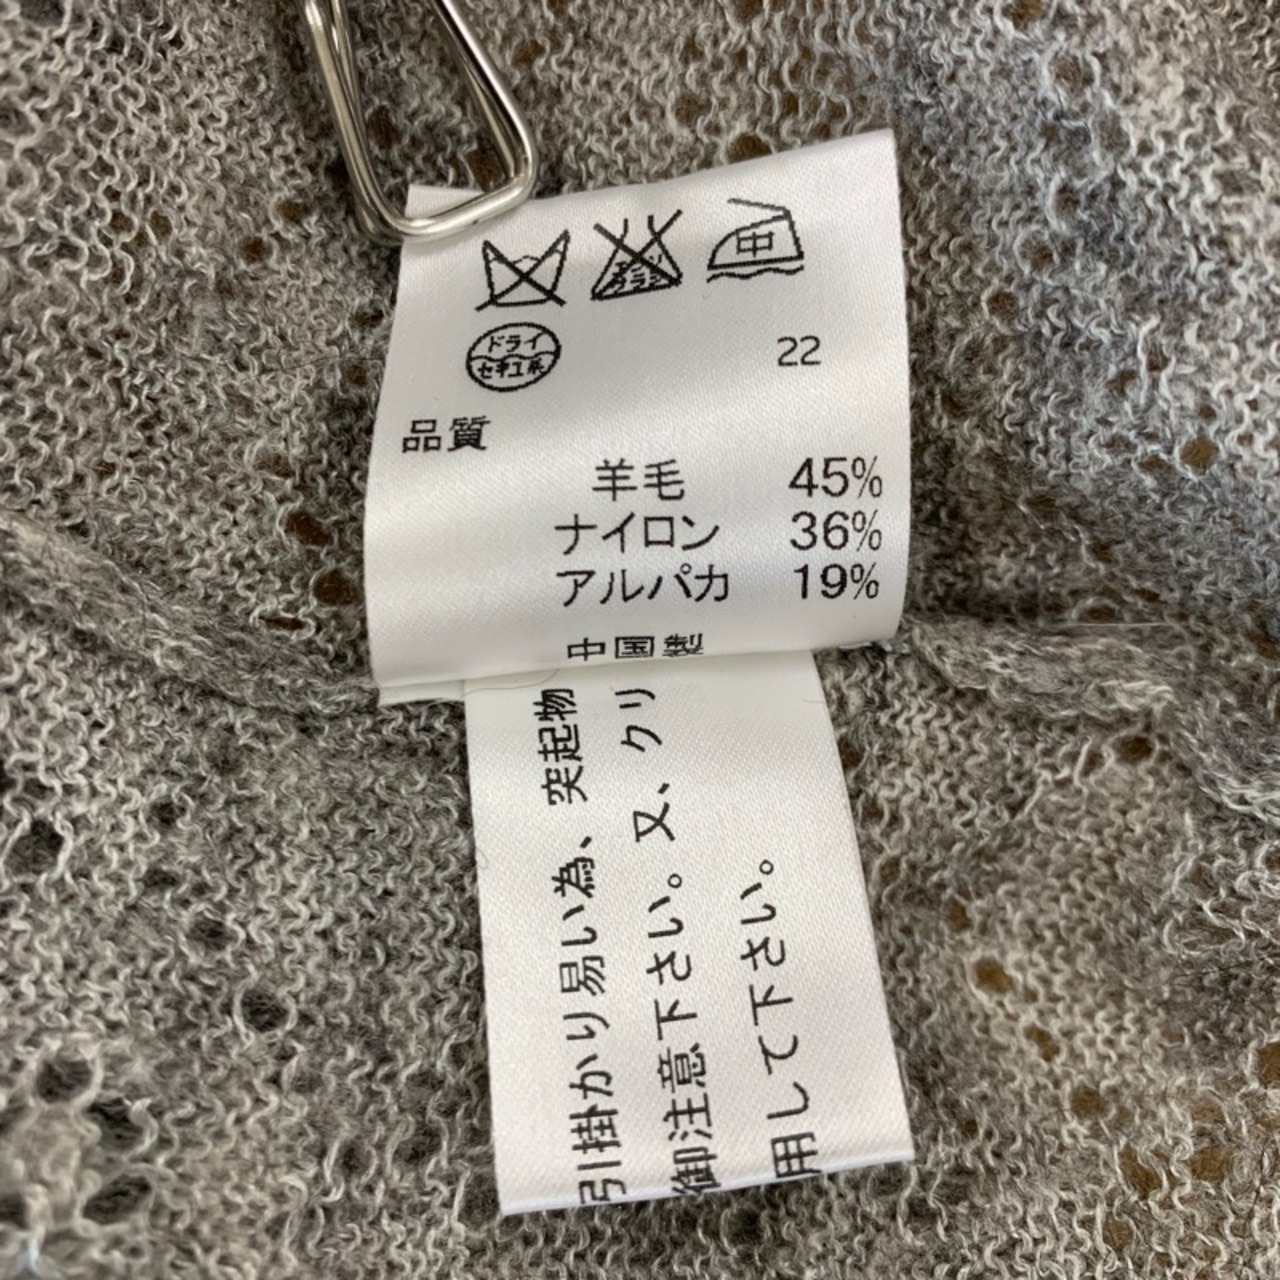 中
ドライ
セキユ系
22
品質
羊毛 45%
ナイロン 36%
アルパカ 19%
中国製
引掛かり易い為、突起物
御注意下さい。又、クリ
用して下さい。